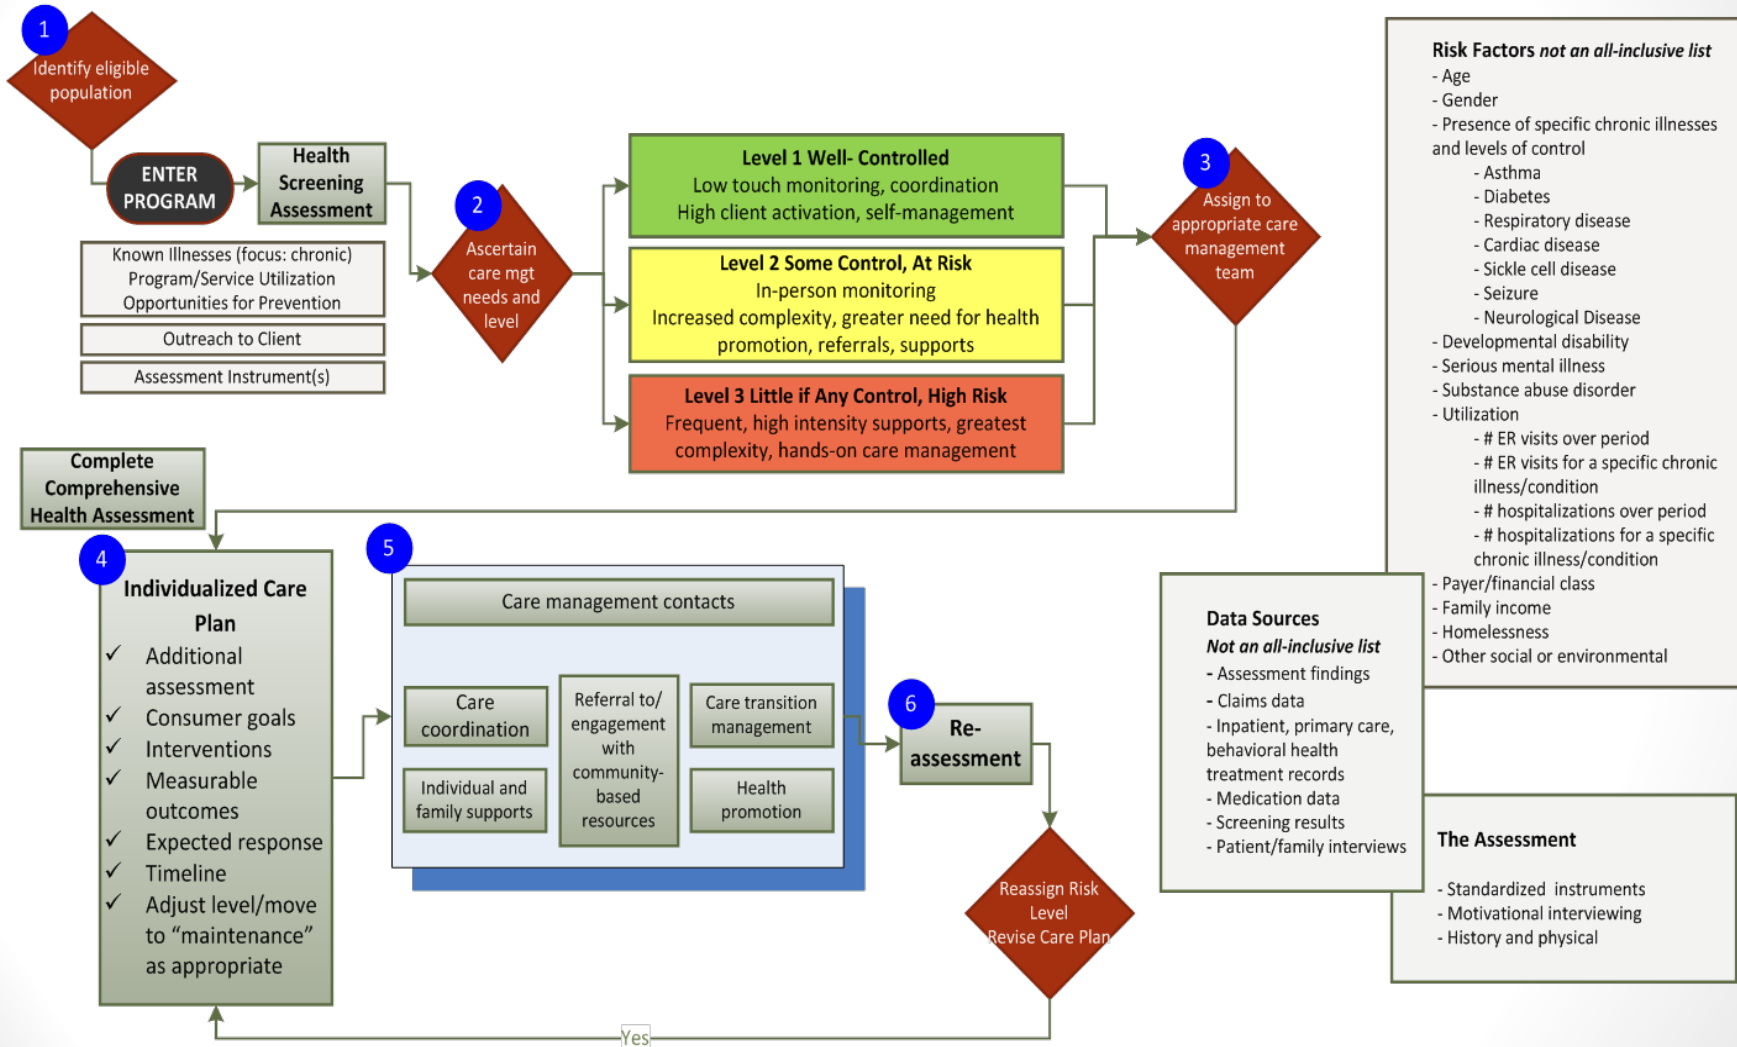 1
Identify eligible
population
ENTER
PROGRAM
Health
Screening
Assessment
Known Illnesses (focus: chronic)
Program/Service Utilization
Opportunities for Prevention
Outreach to Client
Assessment Instrument(s)
2
Ascertain
care mgt
needs and
level
Level 1 Well- Controlled
Low touch monitoring, coordination
High client activation, self-management
Level 2 Some Control, At Risk
In-person monitoring
Increased complexity, greater need for health
promotion, referrals, supports
Level 3 Little if Any Control, High Risk
Frequent, high intensity supports, greatest
complexity, hands-on care management
3
Assign to
appropriate care
management
team
Complete
Comprehensive
Health Assessment
4
Individualized Care
Plan
✓ Additional
assessment
✓ Consumer goals
✓ Interventions
✓ Measurable
outcomes
✓ Expected response
✓ Timeline
✓ Adjust level/move
to “maintenance”
as appropriate
5
Care management contacts
Care
coordination
Individual and
family supports
Referral to/
engagement
with
community-
based
resources
Care transition
management
Health
promotion
6
Re-
assessment
Reassign Risk
Level
Revise Care Plan
Yes
Risk Factors not an all-inclusive list
- Age
- Gender
- Presence of specific chronic illnesses
and levels of control
- Asthma
- Diabetes
- Respiratory disease
- Cardiac disease
- Sickle cell disease
- Seizure
- Neurological Disease
- Developmental disability
- Serious mental illness
- Substance abuse disorder
- Utilization
- # ER visits over period
- # ER visits for a specific chronic
illness/condition
- # hospitalizations over period
- # hospitalizations for a specific
chronic illness/condition
- Payer/financial class
- Family income
- Homelessness
- Other social or environmental
Data Sources
Not an all-inclusive list
- Assessment findings
- Claims data
- Inpatient, primary care,
behavioral health
treatment records
- Medication data
- Screening results
- Patient/family interviews
The Assessment
- Standardized instruments
- Motivational interviewing
- History and physical